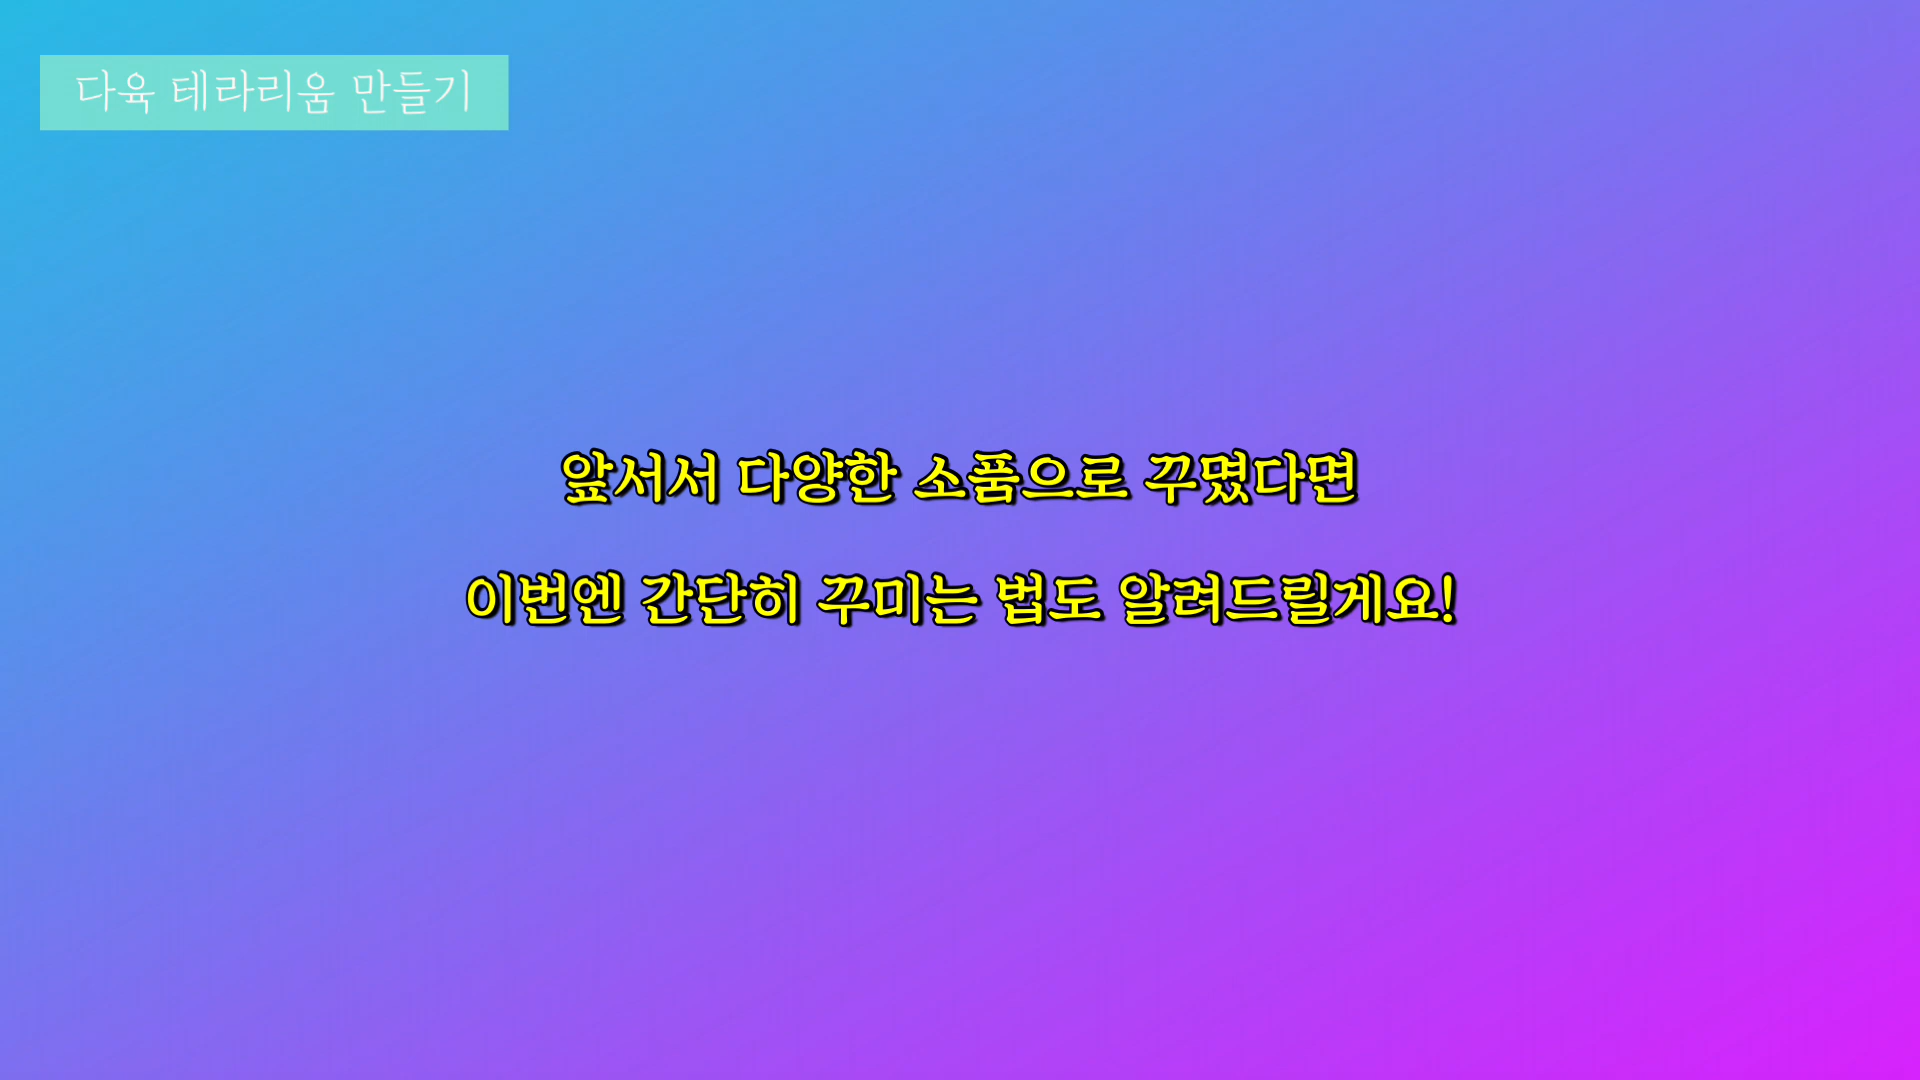 다육 테라리움 만들기
앞서서 다양한 소품으로 꾸몄다면
이번엔 간단히 꾸미는 법도 알려드릴게요!